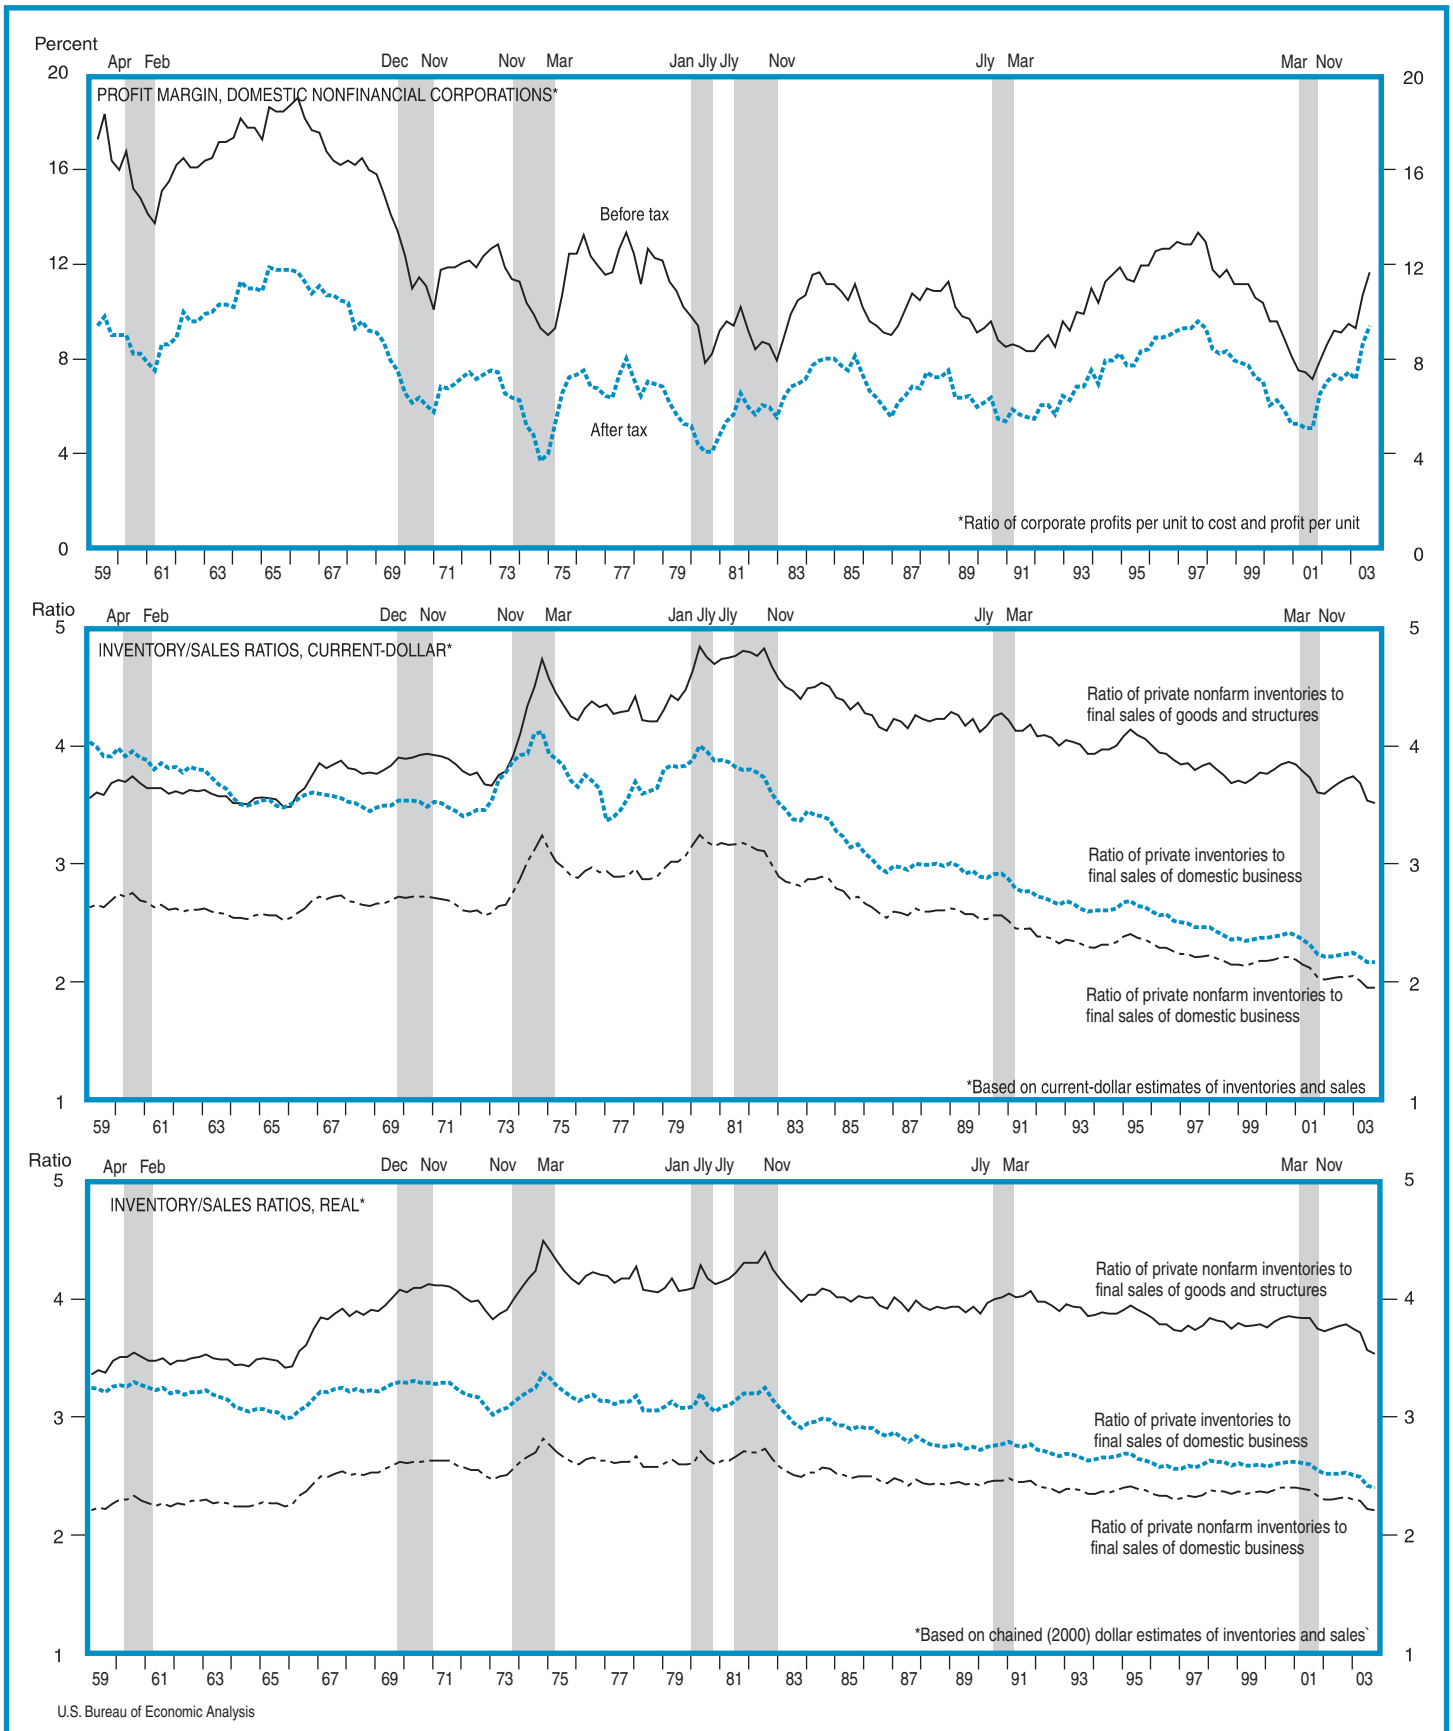 Percent
Apr Feb Dec Nov Nov Mar Jan Jly Jly Nov Jly Mar Mar Nov
20 20
PROFIT MARGIN, DOMESTIC NONFINANCIAL CORPORATIONS*
16 16
Before tax
12 12
8 8
After tax
4 4
*Ratio of corporate profits per unit to cost and profit per unit
0 0
59 61 63 65 67 69 71 73 75 77 79 81 83 85 87 89 91 93 95 97 99 01 03
Ratio
Apr Feb Dec Nov Nov Mar Jan Jly Jly Nov Jly Mar Mar Nov
5 5
INVENTORY/SALES RATIOS, CURRENT-DOLLAR*
Ratio of private nonfarm inventories to
final sales of goods and structures
4 4
Ratio of private inventories to
final sales of domestic business
3 3
2 2
Ratio of private nonfarm inventories to
final sales of domestic business
*Based on current-dollar estimates of inventories and sales
1 1
59 61 63 65 67 69 71 73 75 77 79 81 83 85 87 89 91 93 95 97 99 01 03
Ratio
Apr Feb Dec Nov Nov Mar Jan Jly Jly Nov Jly Mar Mar Nov
5 5
INVENTORY/SALES RATIOS, REAL*
Ratio of private nonfarm inventories to
final sales of goods and structures
4 4
3 3
Ratio of private inventories to
final sales of domestic business
2 2
Ratio of private nonfarm inventories to
final sales of domestic business
*Based on chained (2000) dollar estimates of inventories and sales`
1 1
59 61 63 65 67 69 71 73 75 77 79 81 83 85 87 89 91 93 95 97 99 01 03
U.S. Bureau of Economic Analysis